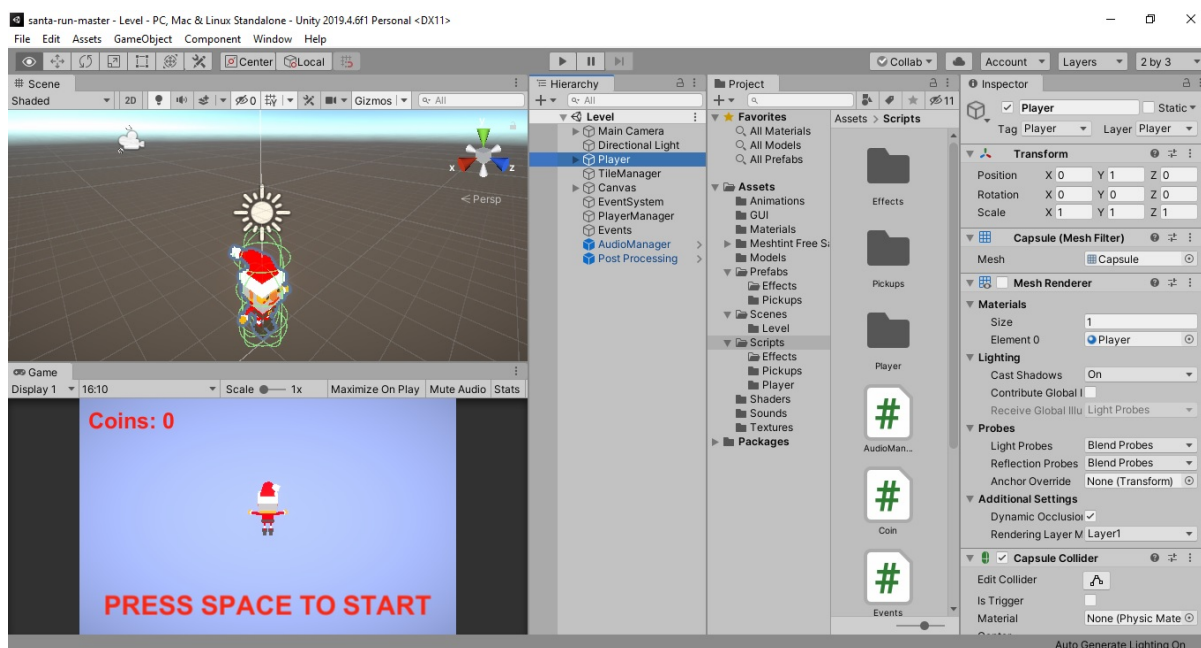 santa-run-master - Level - PC, Mac & Linux Standalone - Unity 2019.4.6f1 Personal <DX11>
File Edit Assets GameObject Component Window Help
Center Local Collab Account Layers 2 by 3
Scene
Shaded 2D 0 Gizmos All
x z
Persp
Game
Display 1 16:10 Scale 1x Maximize On Play Mute Audio Stats
Coins: 0
PRESS SPACE TO START
Hierarchy
All
Level
Main Camera
Directional Light
Player
TileManager
Canvas
EventSystem
PlayerManager
Events
AudioManager
Post Processing
Project
11
Favorites
All Materials
All Models
All Prefabs
Assets
Animations
GUI
Materials
Meshtint Free Sa
Models
Prefabs
Effects
Pickups
Scenes
Level
Scripts
Effects
Pickups
Player
Shaders
Sounds
Textures
Packages
Assets > Scripts
Effects
Pickups
Player
#
AudioMan...
#
Coin
#
Events
Inspector
Player Static
Tag Player Layer Player
Transform
Position X 0 Y 1 Z 0
Rotation X 0 Y 0 Z 0
Scale X 1 Y 1 Z 1
Capsule (Mesh Filter)
Mesh Capsule
Mesh Renderer
Materials
Size 1
Element 0 Player
Lighting
Cast Shadows On
Contribute Global I
Receive Global Illu Light Probes
Probes
Light Probes Blend Probes
Reflection Probes Blend Probes
Anchor Override None (Transform)
Additional Settings
Dynamic Occlusion
Rendering Layer M Layer1
Capsule Collider
Edit Collider
Is Trigger
Material None (Physic Mate
Auto Generate Lighting On